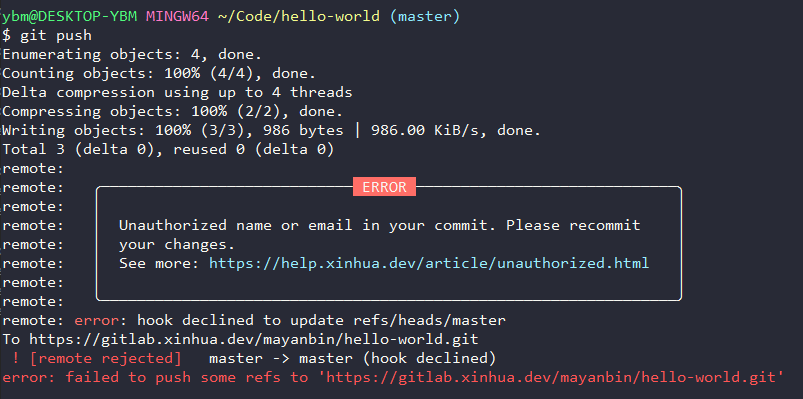 ybm@DESKTOP-YBM MINGW64 ~/Code/hello-world (master)
$ git push
Enumerating objects: 4, done.
Counting objects: 100% (4/4), done.
Delta compression using up to 4 threads
Compressing objects: 100% (2/2), done.
Writing objects: 100% (3/3), 986 bytes | 986.00 KiB/s, done.
Total 3 (delta 0), reused 0 (delta 0)
remote:
remote: ERROR
remote:
remote: Unauthorized name or email in your commit. Please recommit
remote: your changes.
remote: See more: https://help.xinhua.dev/article/unauthorized.html
remote:
remote:
remote: error: hook declined to update refs/heads/master
To https://gitlab.xinhua.dev/mayanbin/hello-world.git
! [remote rejected] master -> master (hook declined)
error: failed to push some refs to 'https://gitlab.xinhua.dev/mayanbin/hello-world.git'